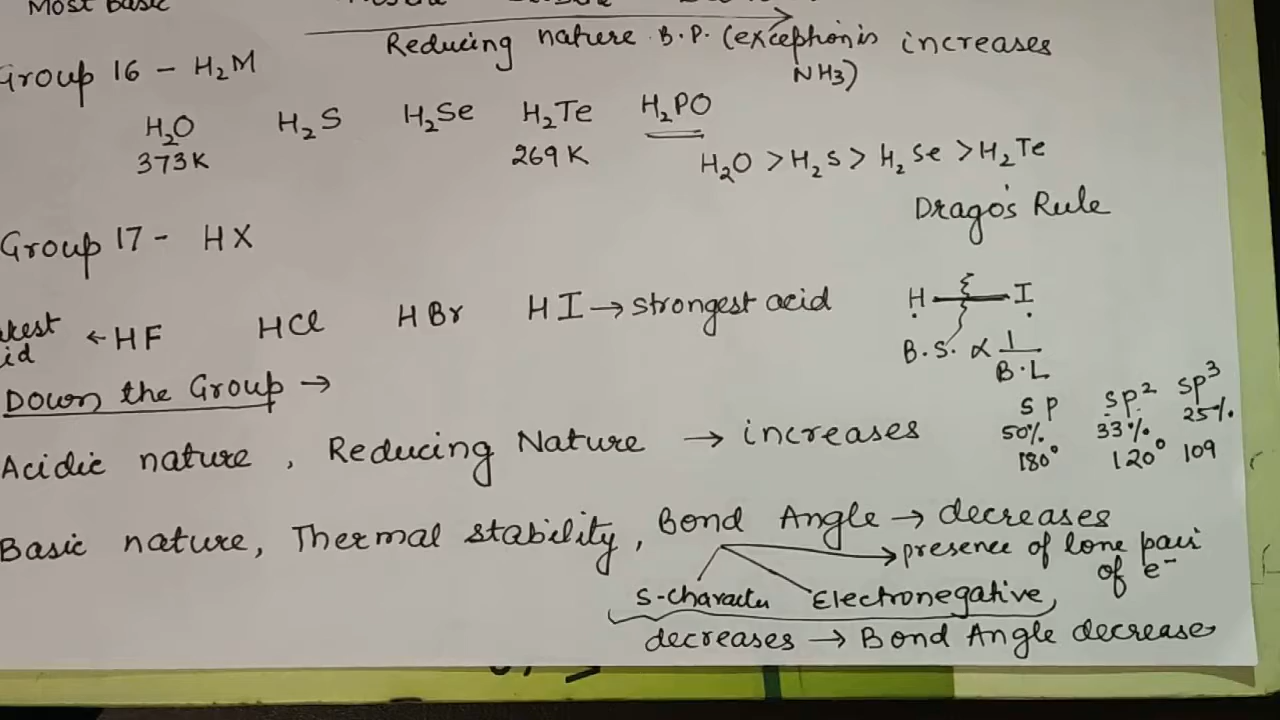 Most Basic
Reducing nature B.P. (exception is increases
NH3)
Group 16 - H2M
H2O H2S H2Se H2Te H2PO
373K 269K
H2O > H2S > H2Se > H2Te
Drago's Rule
Group 17 - HX
← HF HCl HBr HI → strongest acid
H I
B.S. ∝ 1/B.L
Down the Group →
SP SP2 SP3
50% 33% 25%
180° 120° 109
Acidic nature, Reducing Nature → increases
Basic nature, Thermal stability, Bond Angle → decreases
presence of lone pair
of e-
S-character Electronegative,
decreases → Bond Angle decreases